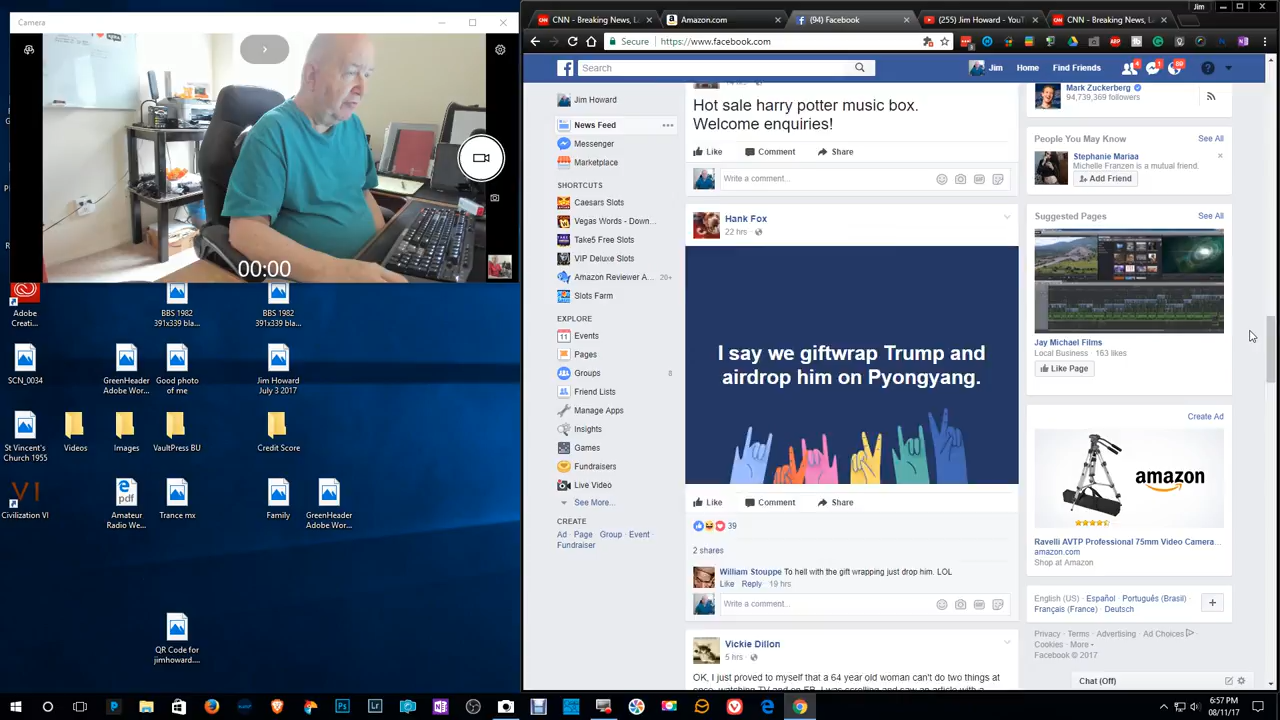 Camera
00:00
Adobe
Creati...
BBS 1982
391x339 bla...
BBS 1982
391x339 bla...
SCN_0034
GreenHeader
Adobe Wor...
Good photo
of me
Jim Howard
July 3 2017
St Vincent's
Church 1955
Videos
Images
VaultPress BU
Credit Score
VI
Civilization VI
pdf
Amateur
Radio We...
Trance mx
Family
GreenHeader
Adobe Wor...
QR Code for
jimhoward....
Jim
CNN - Breaking News, L
Amazon.com
(94) Facebook
(255) Jim Howard - YouT
CNN - Breaking News, L
Secure
https://www.facebook.com
Search
Jim
Home
Find Friends
Jim Howard
News Feed
Messenger
Marketplace
SHORTCUTS
Caesars Slots
Vegas Words - Down...
Take5 Free Slots
VIP Deluxe Slots
Amazon Reviewer A... 20+
Slots Farm
EXPLORE
Events
Pages
Groups 8
Friend Lists
Manage Apps
Insights
Games
Fundraisers
Live Video
See More...
CREATE
Ad · Page · Group · Event ·
Fundraiser
Hot sale harry potter music box.
Welcome enquiries!
Like Comment Share
Write a comment...
Hank Fox
22 hrs ·
I say we giftwrap Trump and
airdrop him on Pyongyang.
Like Comment Share
39
2 shares
William Stouppe To hell with the gift wrapping just drop him. LOL
Like · Reply · 19 hrs
Write a comment...
Vickie Dillon
5 hrs ·
OK, I just proved to myself that a 64 year old woman can't do two things at
Mark Zuckerberg
94,739,369 followers
People You May Know See All
Stephanie Mariaa
Michelle Franzen is a mutual friend.
Add Friend
Suggested Pages See All
Jay Michael Films
Local Business · 163 likes
Like Page
Create Ad
amazon
Ravelli AVTP Professional 75mm Video Camera...
amazon.com
Shop at Amazon
English (US) · Español · Português (Brasil) ·
Français (France) · Deutsch
Privacy · Terms · Advertising · Ad Choices
Cookies · More
Facebook © 2017
Chat (Off)
6:57 PM
08/11/17